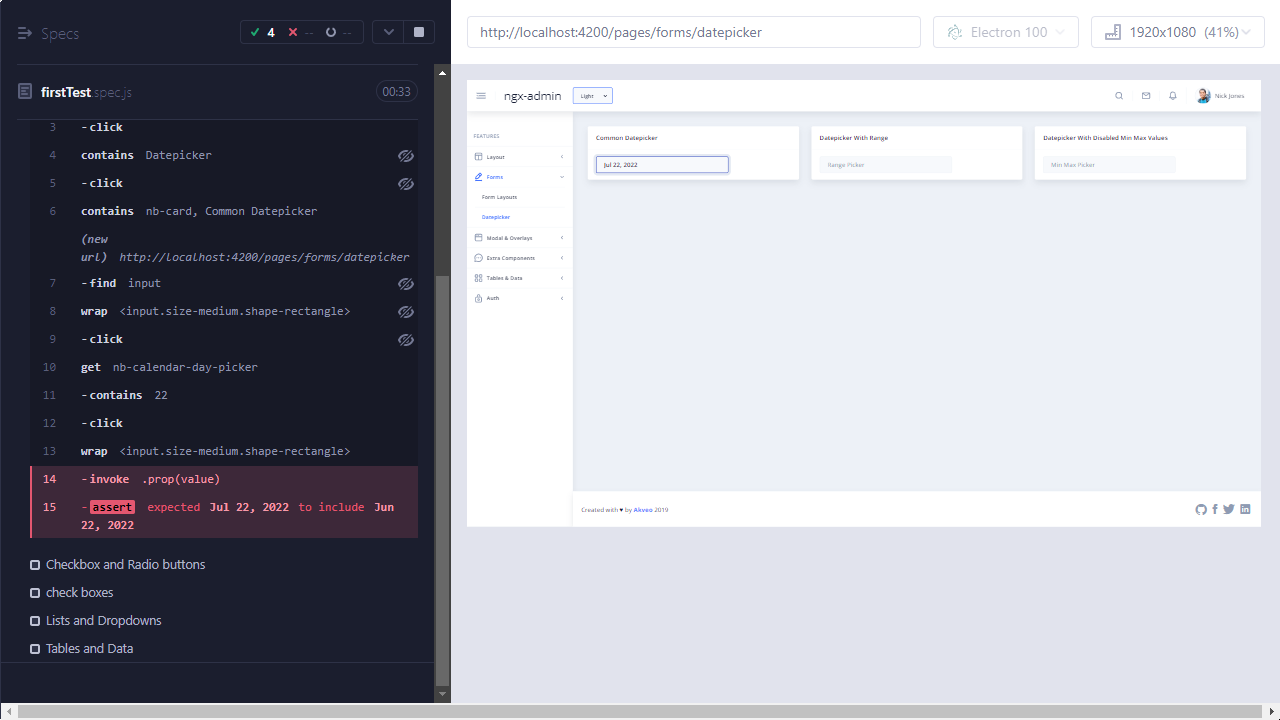 Specs
4
--
--
firstTest.spec.js
00:33
3 -click
4 contains Datepicker
5 -click
6 contains nb-card, Common Datepicker
(new
url) http://localhost:4200/pages/forms/datepicker
7 -find input
8 wrap <input.size-medium.shape-rectangle>
9 -click
10 get nb-calendar-day-picker
11 -contains 22
12 -click
13 wrap <input.size-medium.shape-rectangle>
14 -invoke .prop(value)
15 -assert expected Jul 22, 2022 to include Jun
22, 2022
Checkbox and Radio buttons
check boxes
Lists and Dropdowns
Tables and Data
http://localhost:4200/pages/forms/datepicker
Electron 100
1920x1080 (41%)
ngx-admin
Light
Nick Jones
FEATURES
Layout
Forms
Form Layouts
Datepicker
Modal & Overlays
Extra Components
Tables & Data
Auth
Common Datepicker
Jul 22, 2022
Datepicker With Range
Range Picker
Datepicker With Disabled Min Max Values
Min Max Picker
Created with ♥ by Akveo 2019